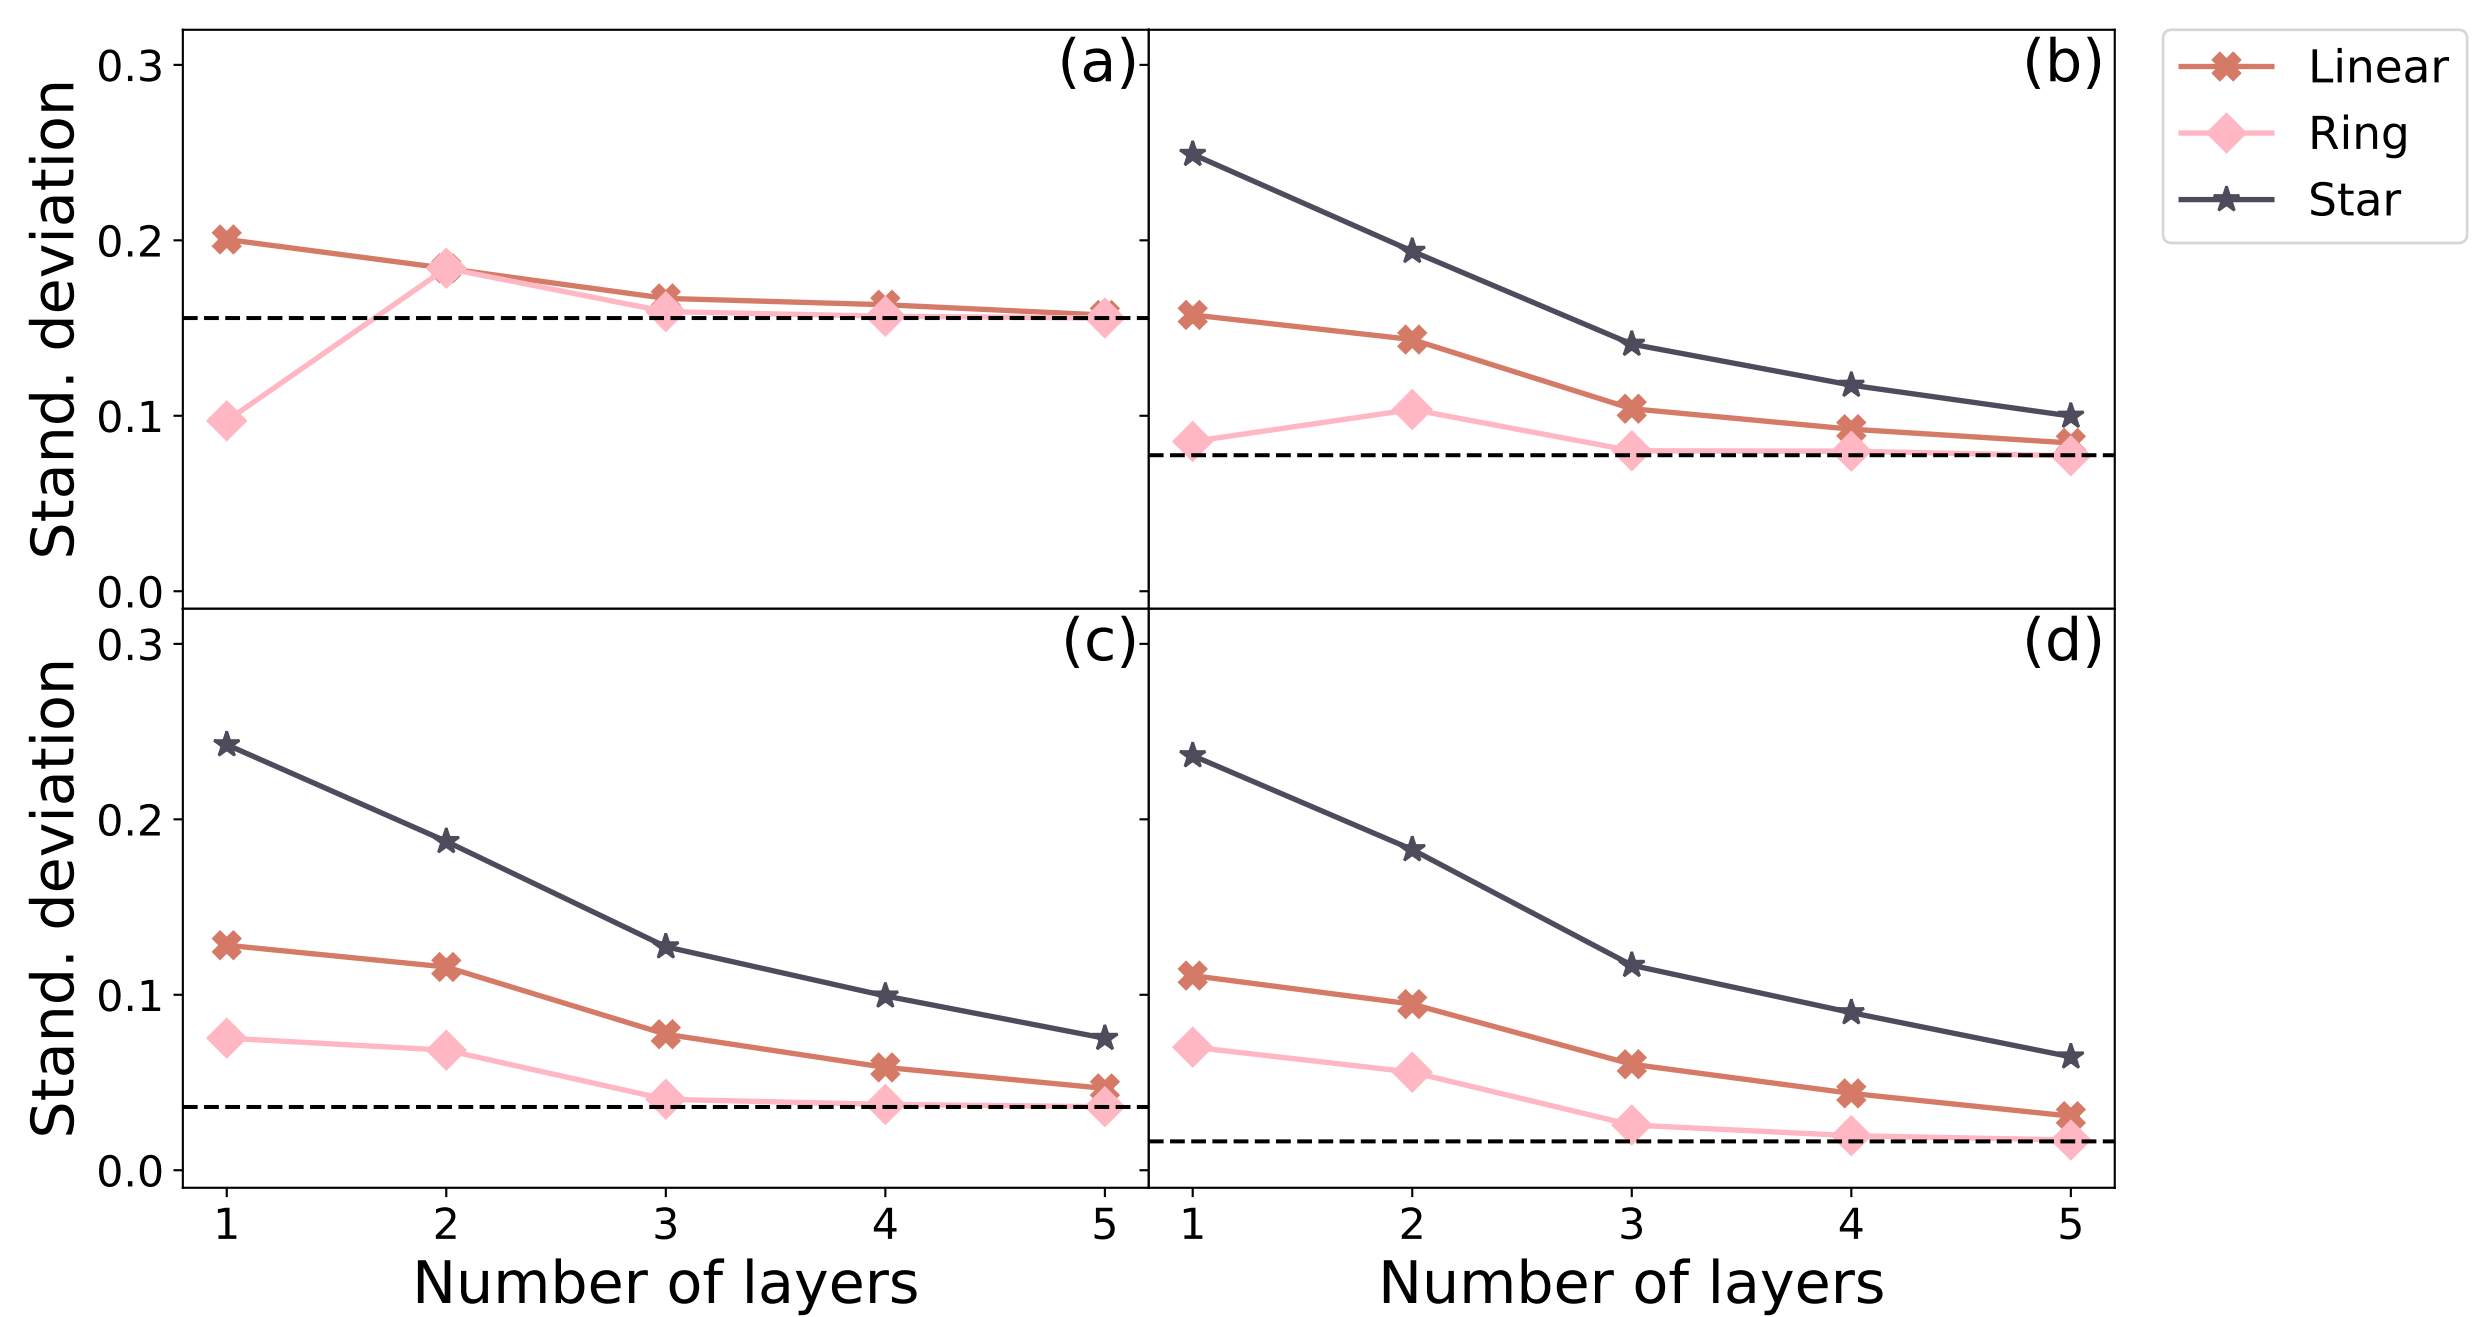 (a)
(b)
Stand. deviation
0.3
0.2
0.1
0.0
Linear
Ring
Star
(c)
(d)
Stand. deviation
0.3
0.2
0.1
0.0
1 2 3 4 5
1 2 3 4 5
Number of layers
Number of layers